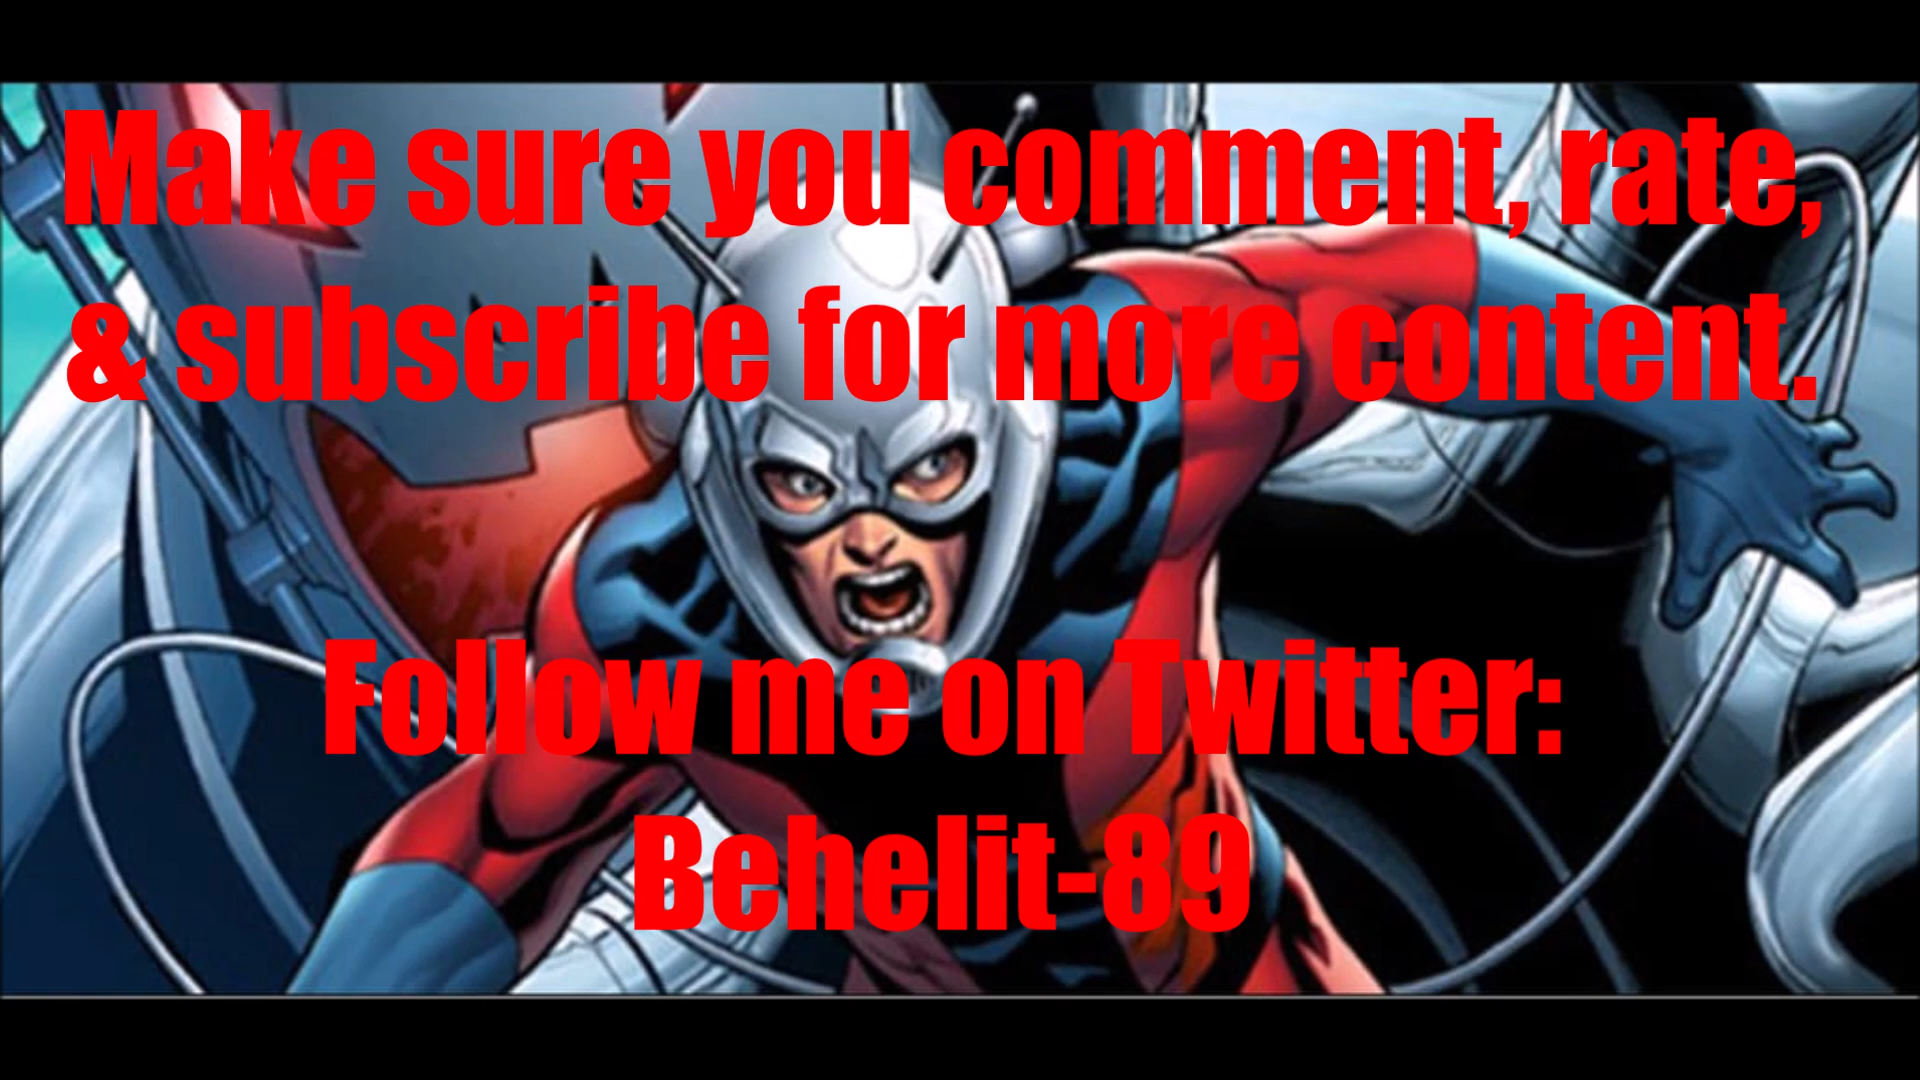 Make sure you comment, rate,
& subscribe for more content.
Follow me on Twitter:
Behelit-89